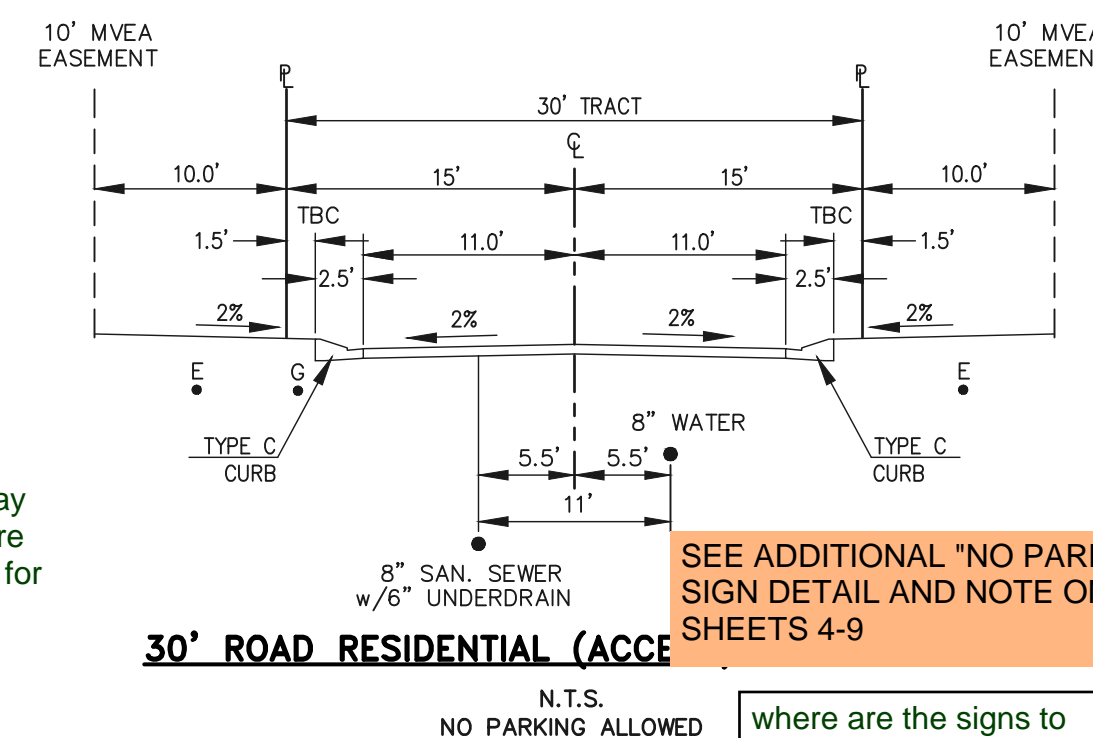 10' MVEA
EASEMENT
10' MVEA
EASEMEN
PL
PL
30' TRACT
CL
10.0'
15'
15'
10.0'
TBC
TBC
1.5'
11.0'
11.0'
1.5'
2.5'
2.5'
2%
2%
2%
2%
E
G
E
8" WATER
TYPE C
CURB
TYPE C
CURB
5.5'
5.5'
11'
ay
re
for
8" SAN. SEWER
w/6" UNDERDRAIN
SEE ADDITIONAL "NO PAR
SIGN DETAIL AND NOTE O
SHEETS 4-9
30' ROAD RESIDENTIAL (ACCE
N.T.S.
NO PARKING ALLOWED
where are the signs to